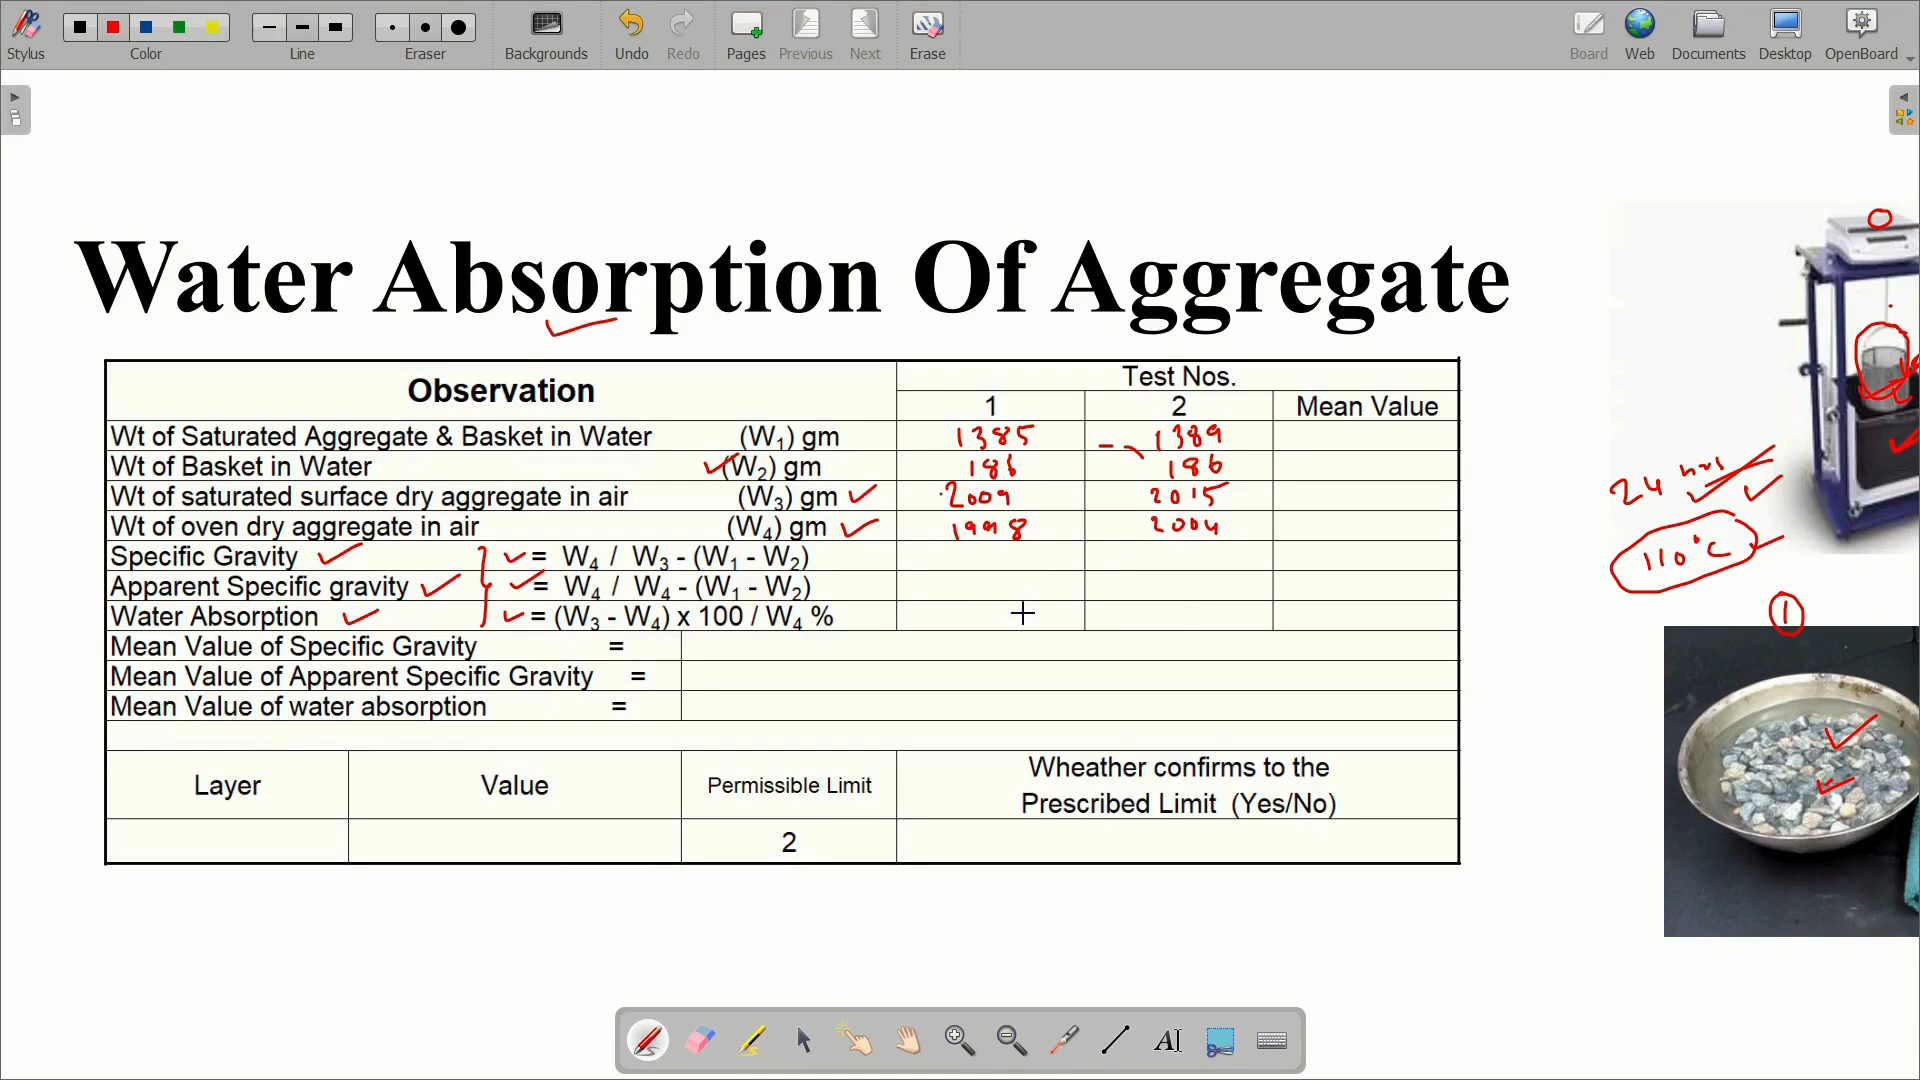 Stylus Color Line Eraser Backgrounds Undo Redo Pages Previous Next Erase Board Web Documents Desktop OpenBoard
Water Absorption Of Aggregate
Observation
Test Nos.
1 2 Mean Value
Wt of Saturated Aggregate & Basket in Water (W1) gm 1385 1389
Wt of Basket in Water (W2) gm 186 186
Wt of saturated surface dry aggregate in air (W3) gm 2009 2015
Wt of oven dry aggregate in air (W4) gm 1998 2004
Specific Gravity = W4 / W3 - (W1 - W2)
Apparent Specific gravity = W4 / W4 - (W1 - W2)
Water Absorption = (W3 - W4) x 100 / W4 %
Mean Value of Specific Gravity =
Mean Value of Apparent Specific Gravity =
Mean Value of water absorption =
Layer Value Permissible Limit Wheather confirms to the
Prescribed Limit (Yes/No)
2
24 hrs
110°C
1